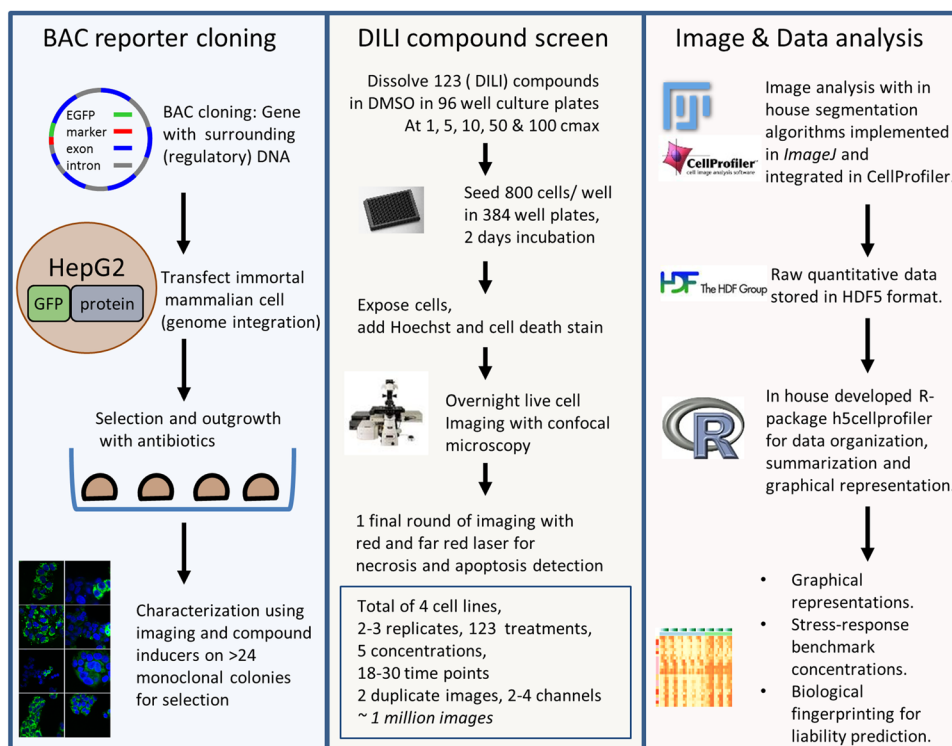 BAC reporter cloning
EGFP
marker
exon
intron
BAC cloning: Gene
with surrounding
(regulatory) DNA
HepG2
GFP
protein
Transfect immortal
mammalian cell
(genome integration)
Selection and outgrowth
with antibiotics
Characterization using
imaging and compound
inducers on >24
monoclonal colonies
for selection
DILI compound screen
Dissolve 123 ( DILI) compounds
in DMSO in 96 well culture plates
At 1, 5, 10, 50 & 100 cmax
Seed 800 cells/ well
in 384 well plates,
2 days incubation
Expose cells,
add Hoechst and cell death stain
Overnight live cell
Imaging with confocal
microscopy
1 final round of imaging with
red and far red laser for
necrosis and apoptosis detection
Total of 4 cell lines,
2-3 replicates, 123 treatments,
5 concentrations,
18-30 time points
2 duplicate images, 2-4 channels
~ 1 million images
Image & Data analysis
CellProfiler
cell image analysis software
Image analysis with in
house segmentation
algorithms implemented
in ImageJ and
integrated in CellProfiler.
HDF The HDF Group
Raw quantitative data
stored in HDF5 format.
R
In house developed R-
package h5cellprofiler
for data organization,
summarization and
graphical representation.
• Graphical
representations.
• Stress-response
benchmark
concentrations.
• Biological
fingerprinting for
liability prediction.